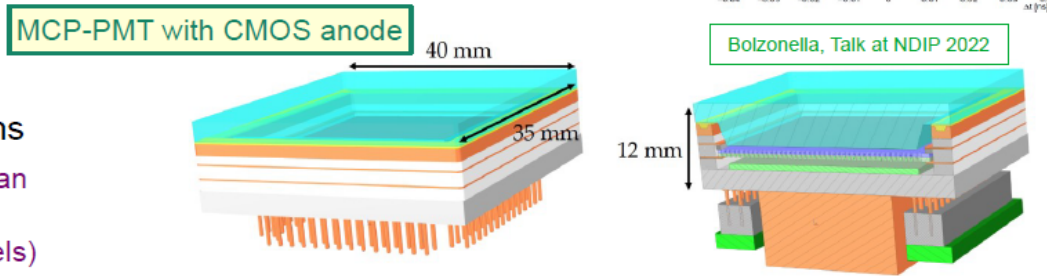 MCP-PMT with CMOS anode
Bolzonella, Talk at NDIP 2022
40 mm
35 mm
12 mm
ns
an
els)